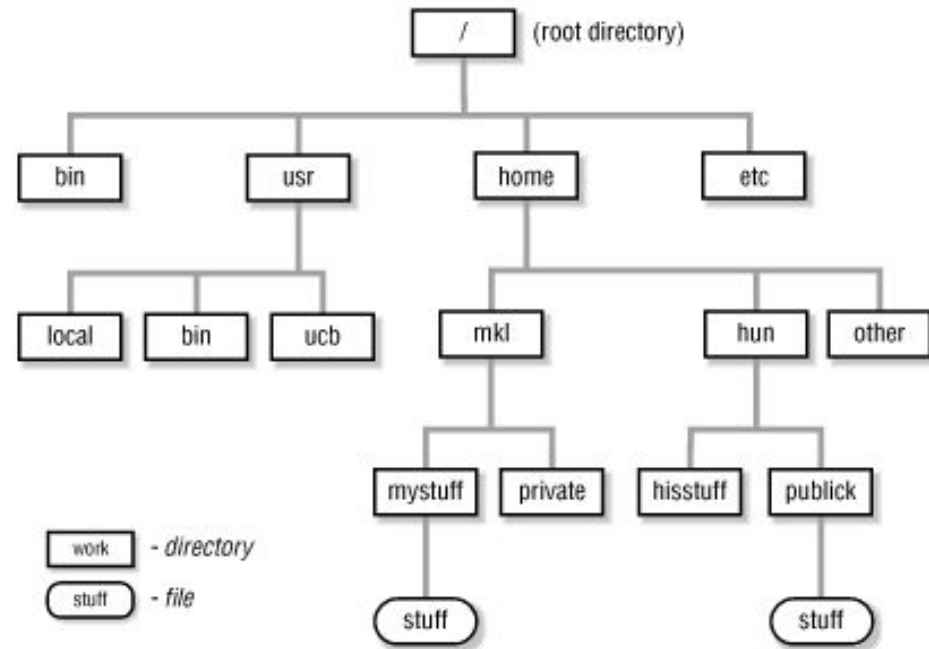 / (root directory)
bin usr home etc
local bin ucb mkl hun other
mystuff private hisstuff publick
work - directory
stuff - file
stuff stuff